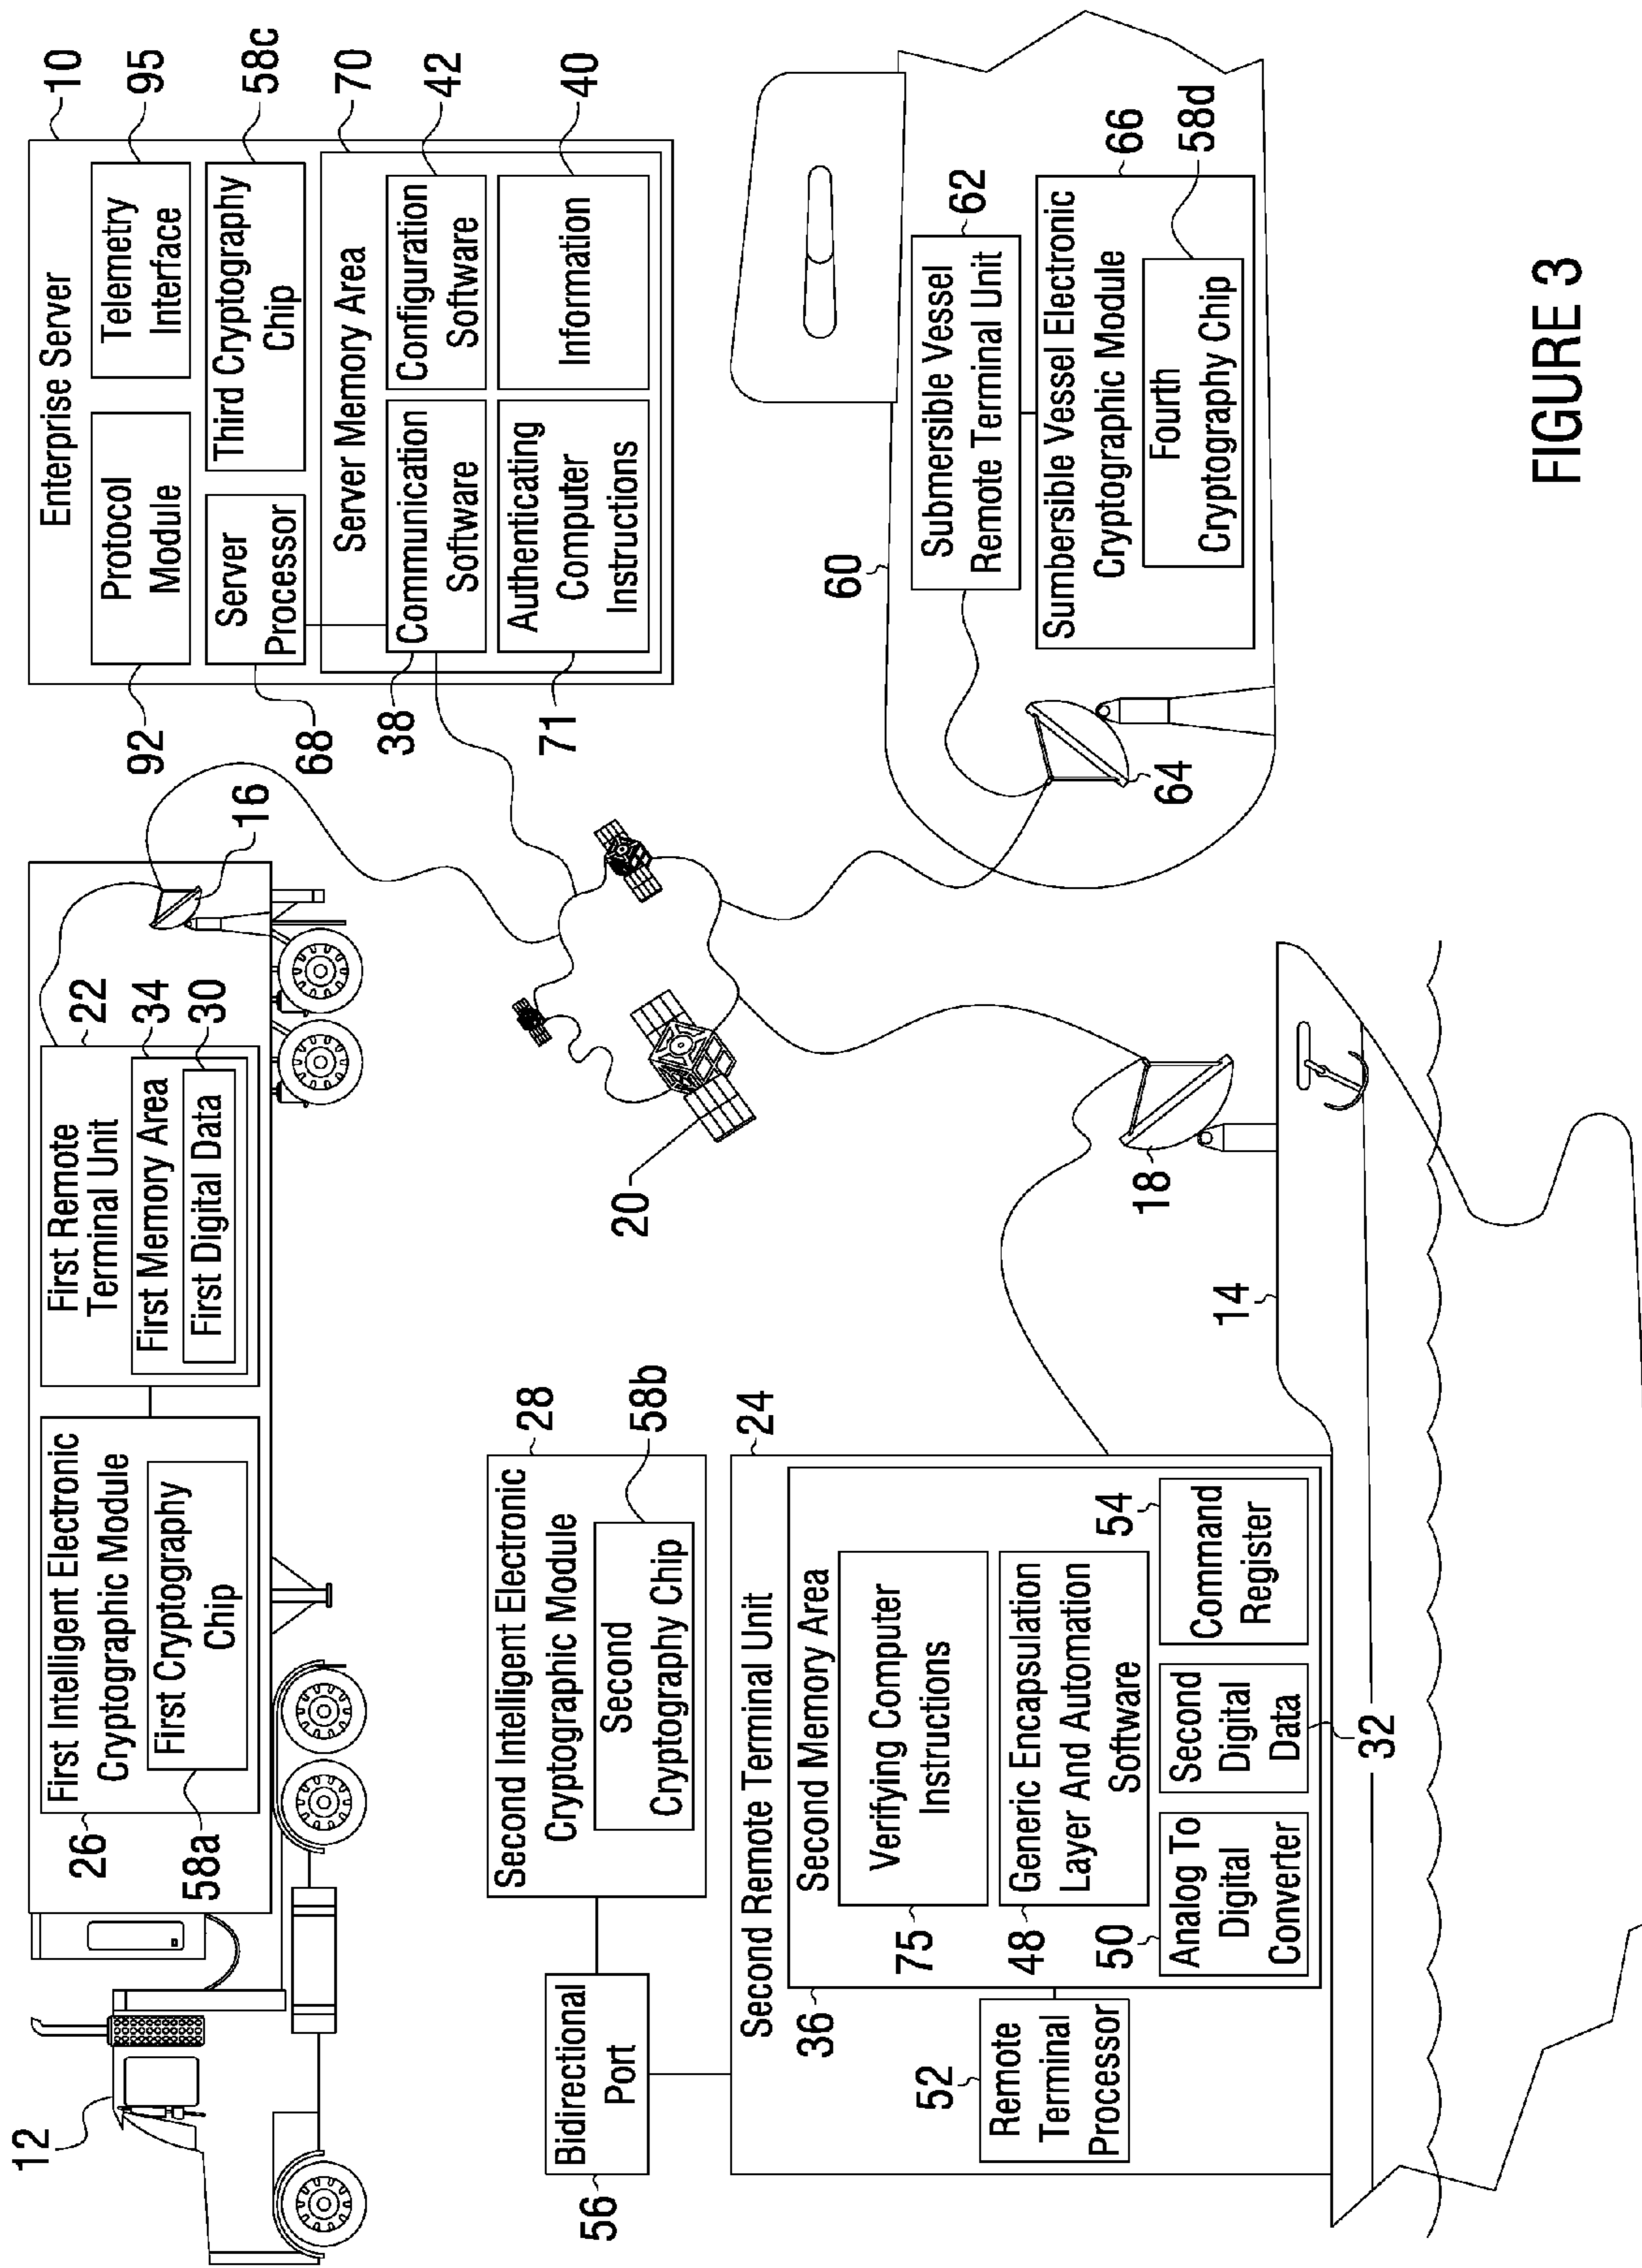 12
26
First Intelligent Electronic
Cryptographic Module
First Cryptography
Chip
58a
First Remote
Terminal Unit
22
First Memory Area
34
First Digital Data
30
16
Enterprise Server
10
Protocol
Module
92
Telemetry
Interface
95
Server
Processor
68
Third Cryptography
Chip
58c
Server Memory Area
70
Communication
Software
38
Configuration
Software
42
Authenticating
Computer
Instructions
71
Information
40
20
Bidirectional
Port
56
Second Intelligent Electronic
Cryptographic Module
28
Second
Cryptography Chip
58b
Second Remote Terminal Unit
24
Second Memory Area
36
Verifying Computer
Instructions
75
Generic Encapsulation
Layer And Automation
Software
48
Remote
Terminal
Processor
52
Analog To
Digital
Converter
50
Second
Digital
Data
32
Command
Register
54
18
14
60
Submersible Vessel
Remote Terminal Unit
62
Sumbersible Vessel Electronic
Cryptographic Module
66
Fourth
Cryptography Chip
58d
64
FIGURE 3